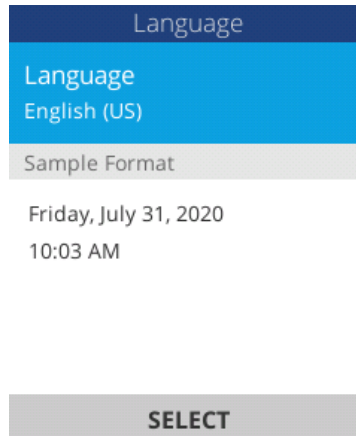 Language
Language
English (US)
Sample Format
Friday, July 31, 2020
10:03 AM
SELECT